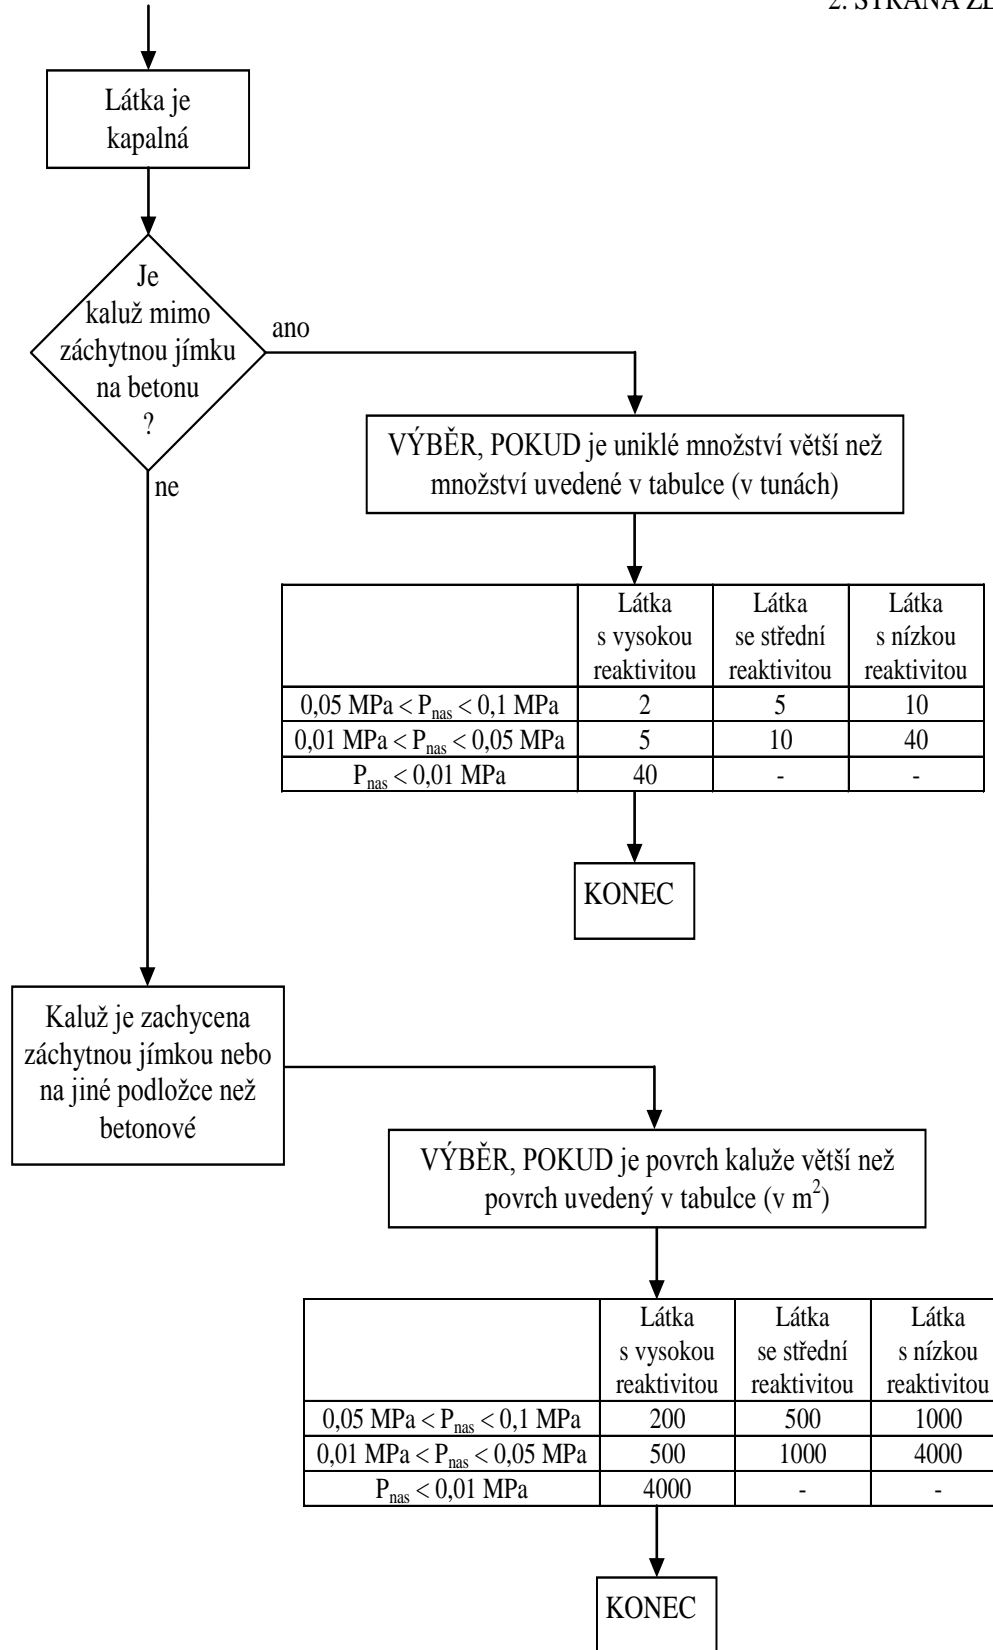 2. STRANA
Látka je
kapalná
Je
kaluž mimo
záchytnou jímku
na betonu
?
ano
ne
VÝBĚR, POKUD je uniklé množství větší než
množství uvedené v tabulce (v tunách)
Látka Látka Látka
s vysokou se střední s nízkou
reaktivitou reaktivitou reaktivitou
0,05 MPa < Pnas < 0,1 MPa 2 5 10
0,01 MPa < Pnas < 0,05 MPa 5 10 40
Pnas < 0,01 MPa 40 - -
KONEC
Kaluž je zachycena
záchytnou jímkou nebo
na jiné podložce než
betonové
VÝBĚR, POKUD je povrch kaluže větší než
povrch uvedený v tabulce (v m²)
Látka Látka Látka
s vysokou se střední s nízkou
reaktivitou reaktivitou reaktivitou
0,05 MPa < Pnas < 0,1 MPa 200 500 1000
0,01 MPa < Pnas < 0,05 MPa 500 1000 4000
Pnas < 0,01 MPa 4000 - -
KONEC